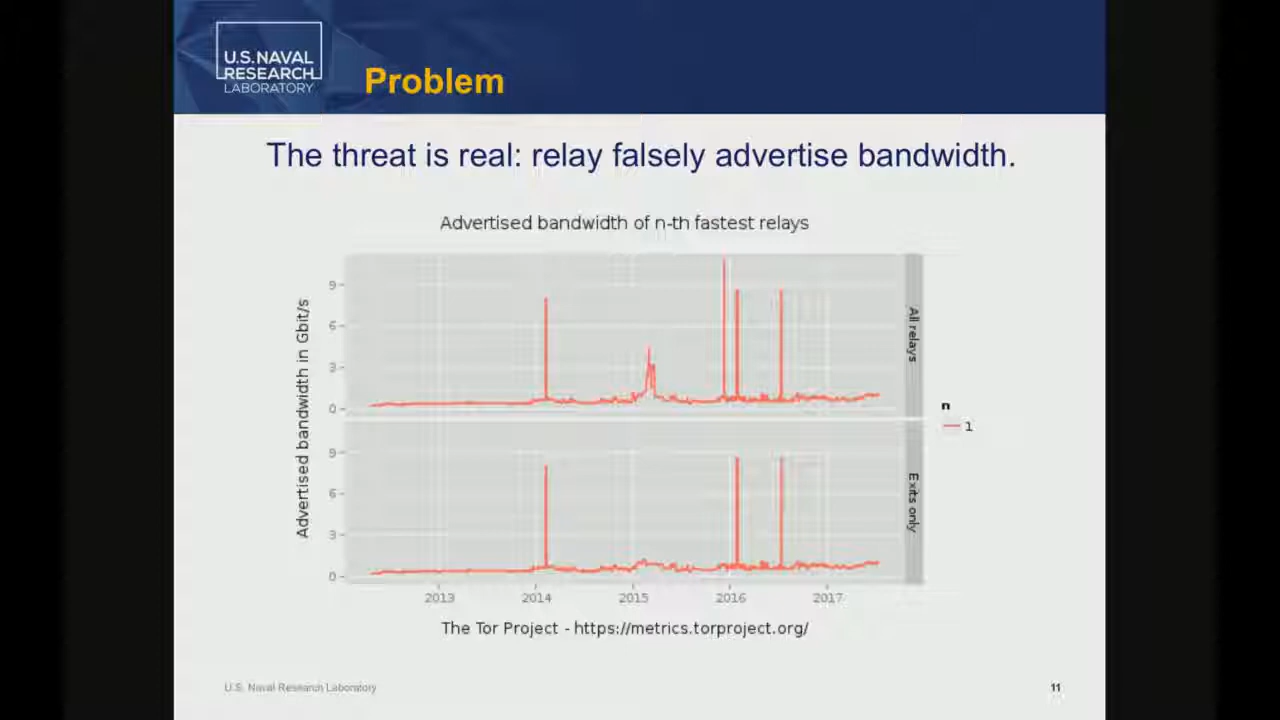 U.S. NAVAL
RESEARCH
LABORATORY
Problem
The threat is real: relay falsely advertise bandwidth.
Advertised bandwidth of n-th fastest relays
Advertised bandwidth in Gbit/s
9
6
3
0
All relays
9
6
3
0
Exits only
n
1
2013 2014 2015 2016 2017
The Tor Project - https://metrics.torproject.org/
U.S. Naval Research Laboratory
11